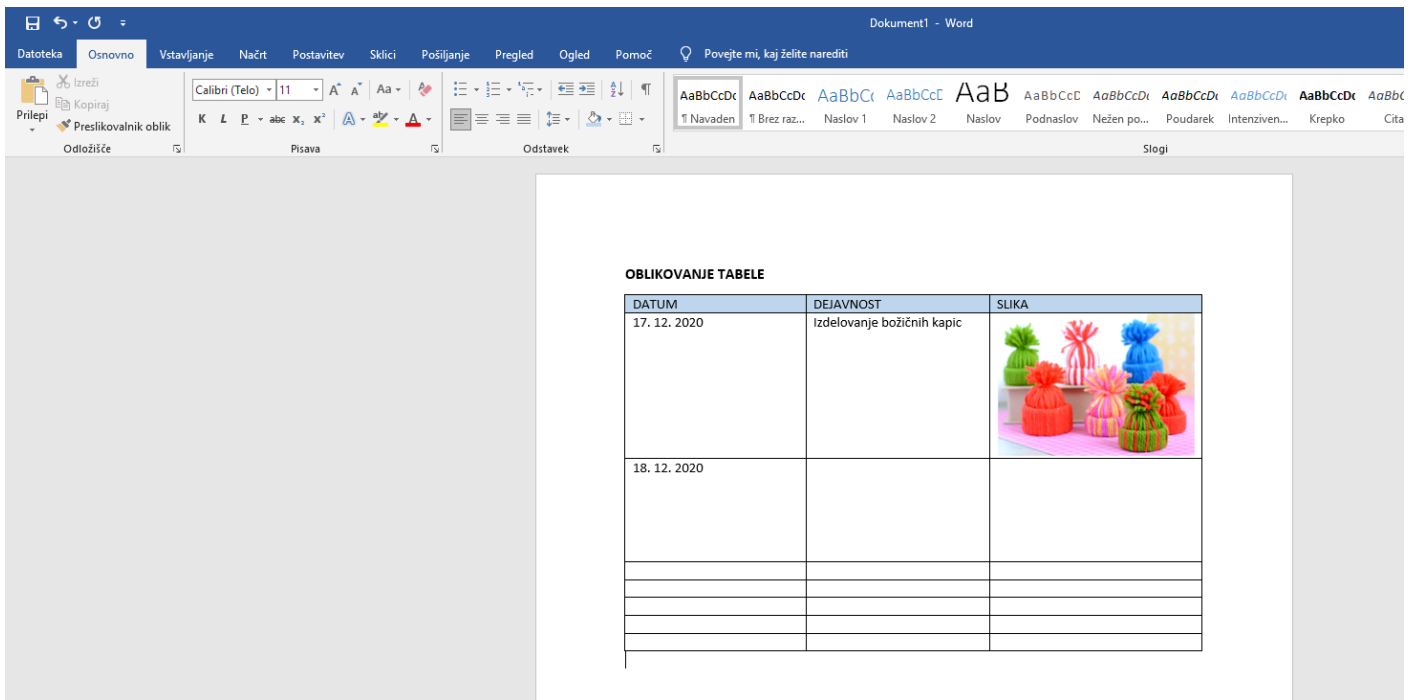 Dokument1 - Word
Datoteka Osnovno Vstavljanje Načrt Postavitev Sklici Pošiljanje Pregled Ogled Pomoč Povejte mi, kaj želite narediti
Prilepi
Izreži
Kopiraj
Preslikovalnik oblik
Odložišče
Calibri (Telo) 11 Aa
K L P abc x₂ x² A aby A
Pisava
Odstavek
AaBbCcDc AaBbCcDc AaBbC( AaBbCcE AaB AaBbCcD AaBbCcDc AaBbCcDc AaBbCcDc AaBbCcDc AaBbC
¶ Navaden ¶ Brez raz... Naslov 1 Naslov 2 Naslov Podnaslov Nežen po... Poudarek Intenziven... Krepko Cita
Slogi
OBLIKOVANJE TABELE
DATUM DEJAVNOST SLIKA
17. 12. 2020 Izdelovanje božičnih kapic
18. 12. 2020